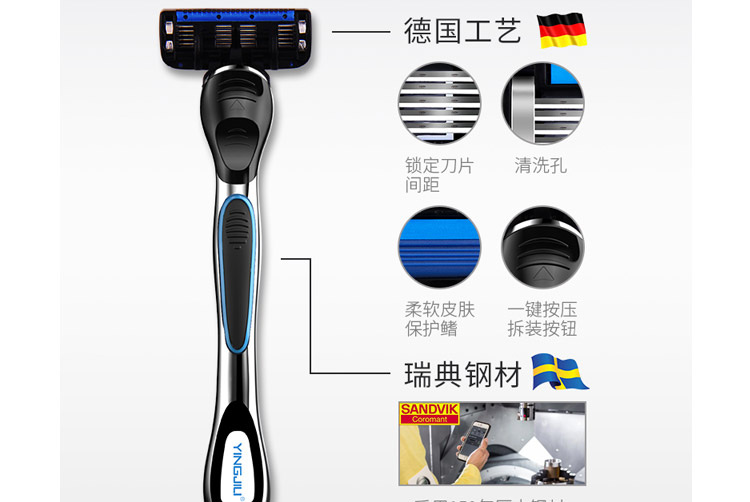 德国工艺
锁定刀片
间距
清洗孔
柔软皮肤
保护鳍
一键按压
拆装按钮
瑞典钢材
SANDVIK
Coromant
YINGJILI®